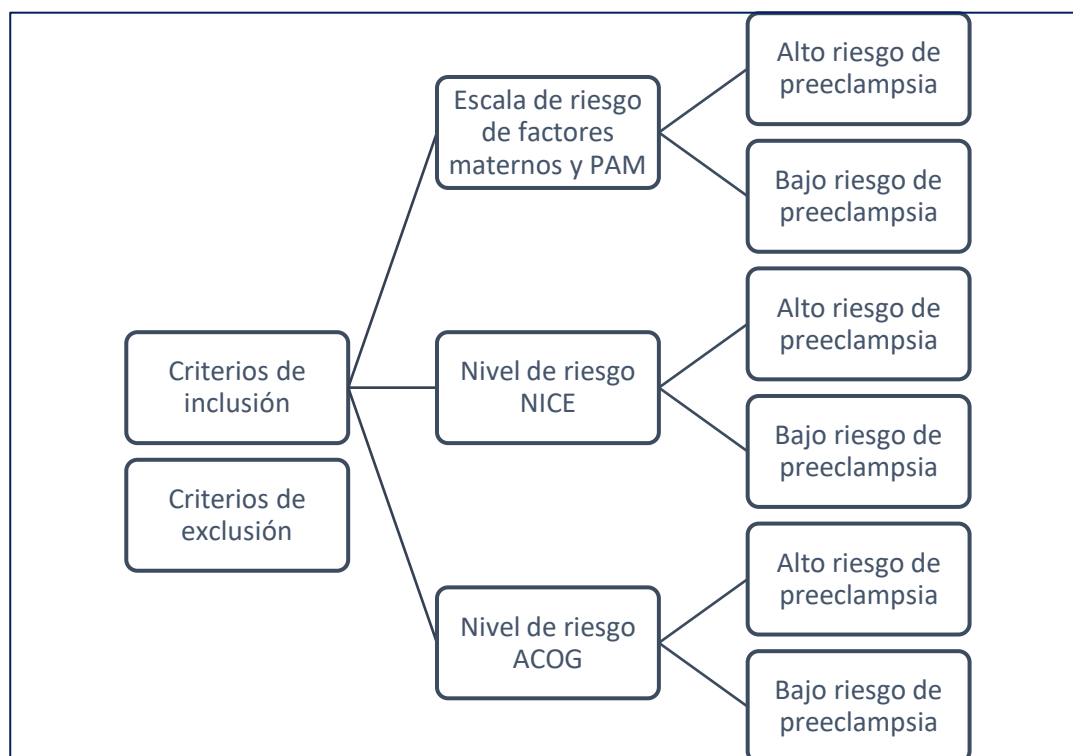 Criterios de
inclusión
Criterios de
exclusión
Escala de riesgo
de factores
maternos y PAM
Alto riesgo de
preeclampsia
Bajo riesgo de
preeclampsia
Nivel de riesgo
NICE
Alto riesgo de
preeclampsia
Bajo riesgo de
preeclampsia
Nivel de riesgo
ACOG
Alto riesgo de
preeclampsia
Bajo riesgo de
preeclampsia